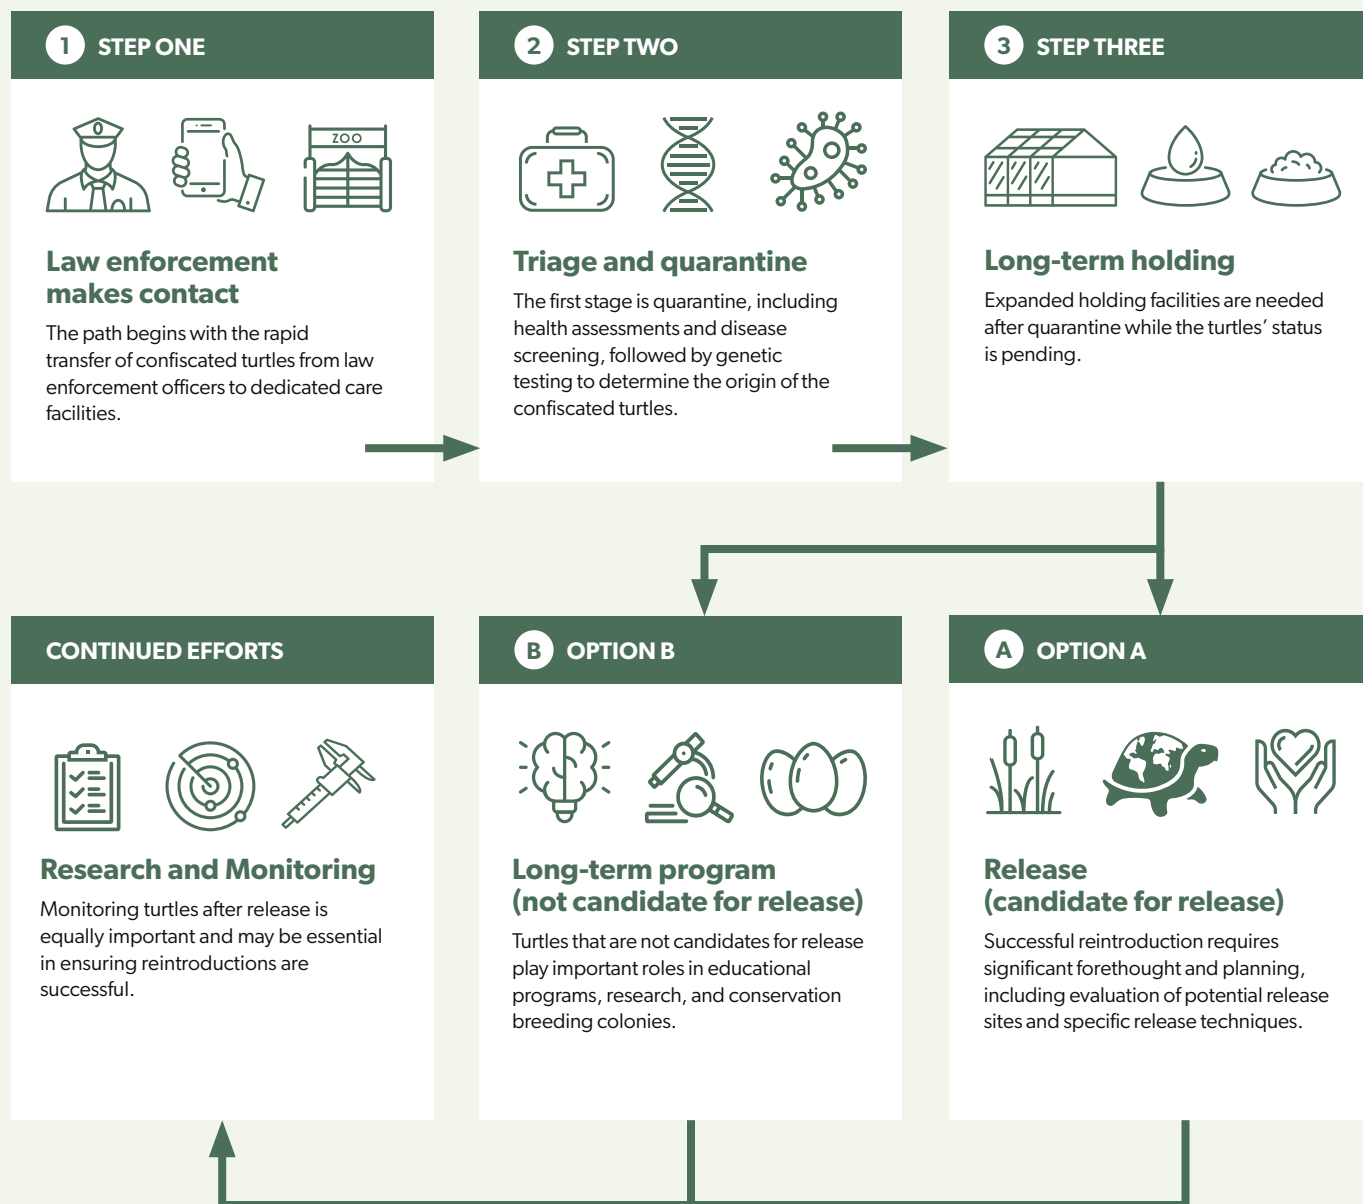 1 STEP ONE
ZOO
Law enforcement
makes contact
The path begins with the rapid
transfer of confiscated turtles from law
enforcement officers to dedicated care
facilities.
2 STEP TWO
Triage and quarantine
The first stage is quarantine, including
health assessments and disease
screening, followed by genetic
testing to determine the origin of the
confiscated turtles.
3 STEP THREE
Long-term holding
Expanded holding facilities are needed
after quarantine while the turtles’ status
is pending.
A OPTION A
Release
(candidate for release)
Successful reintroduction requires
significant forethought and planning,
including evaluation of potential release
sites and specific release techniques.
B OPTION B
Long-term program
(not candidate for release)
Turtles that are not candidates for release
play important roles in educational
programs, research, and conservation
breeding colonies.
CONTINUED EFFORTS
Research and Monitoring
Monitoring turtles after release is
equally important and may be essential
in ensuring reintroductions are
successful.